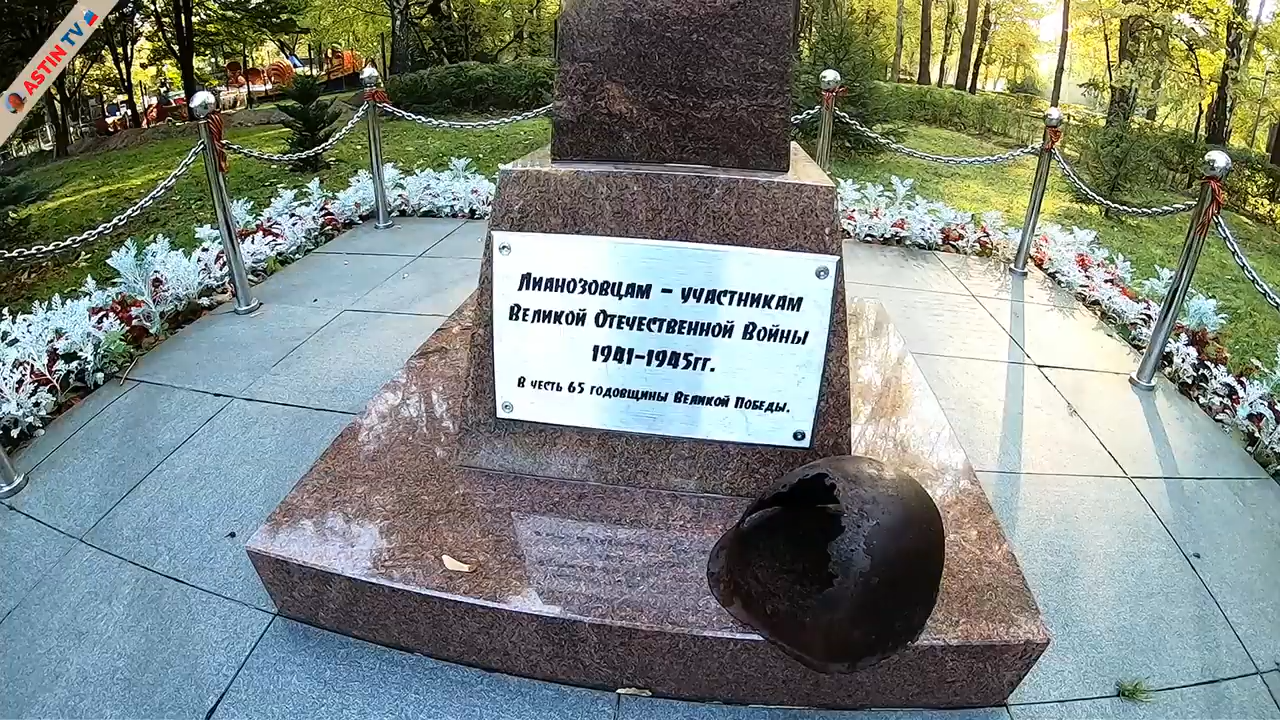 ASTIN TV
Лианозовцам – участникам
Великой Отечественной Войны
1941-1945гг.
В честь 65 годовщины Великой Победы.